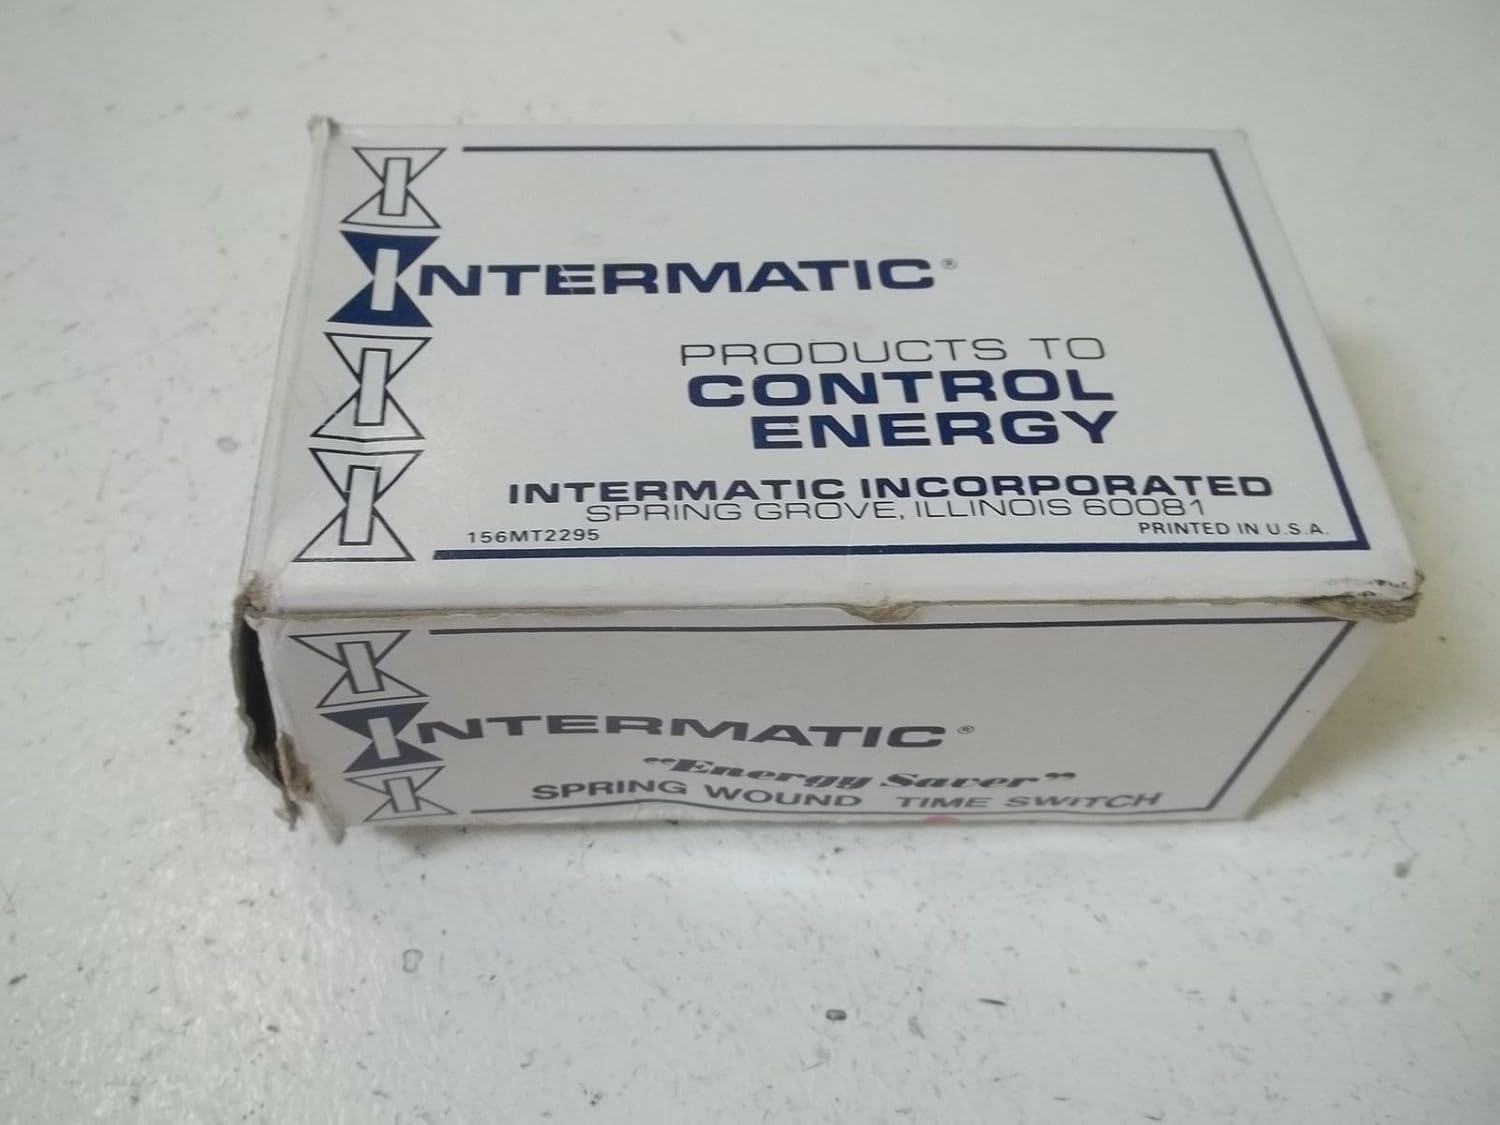 INTERMATIC®
PRODUCTS TO
CONTROL
ENERGY
INTERMATIC INCORPORATED
SPRING GROVE, ILLINOIS 60081
156MT2295
PRINTED IN U.S.A.
INTERMATIC®
"Energy Saver"
SPRING WOUND TIME SWITCH